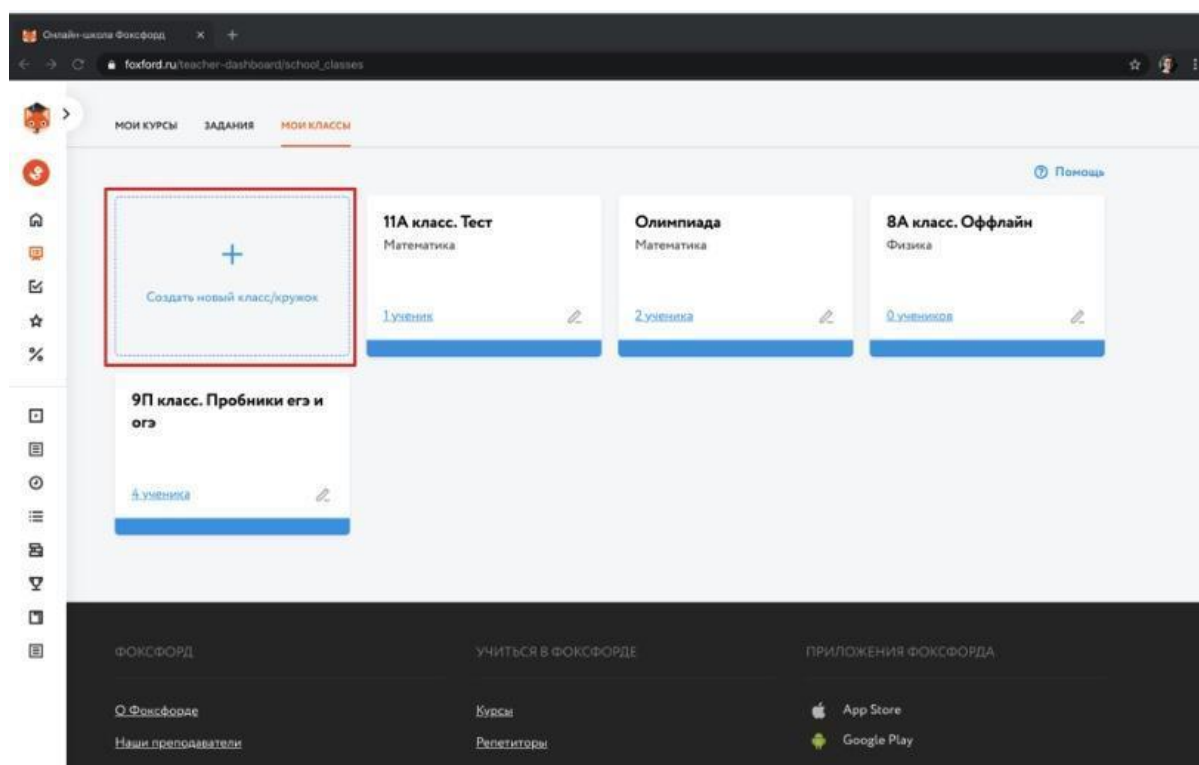 Онлайн-школа Фоксфорд
foxford.ru/teacher-dashboard/school_classes
МОИ КУРСЫ ЗАДАНИЯ МОИ КЛАССЫ
Помощь
Создать новый класс/кружок
11А класс. Тест
Математика
1 ученик
Олимпиада
Математика
2 ученика
8А класс. Оффлайн
Физика
0 учеников
9П класс. Пробники егэ и
огэ
4 ученика
ФОКСФОРД
О Фоксфорде
Наши преподаватели
УЧИТЬСЯ В ФОКСФОРДЕ
Курсы
Репетиторы
ПРИЛОЖЕНИЯ ФОКСФОРДА
App Store
Google Play